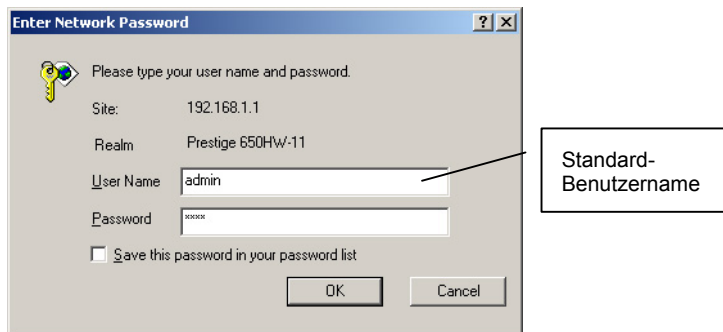 Enter Network Password
Please type your user name and password.
Site: 192.168.1.1
Realm Prestige 650HW-11
User Name admin
Password xxxx
Save this password in your password list
OK Cancel
Standard-
Benutzername